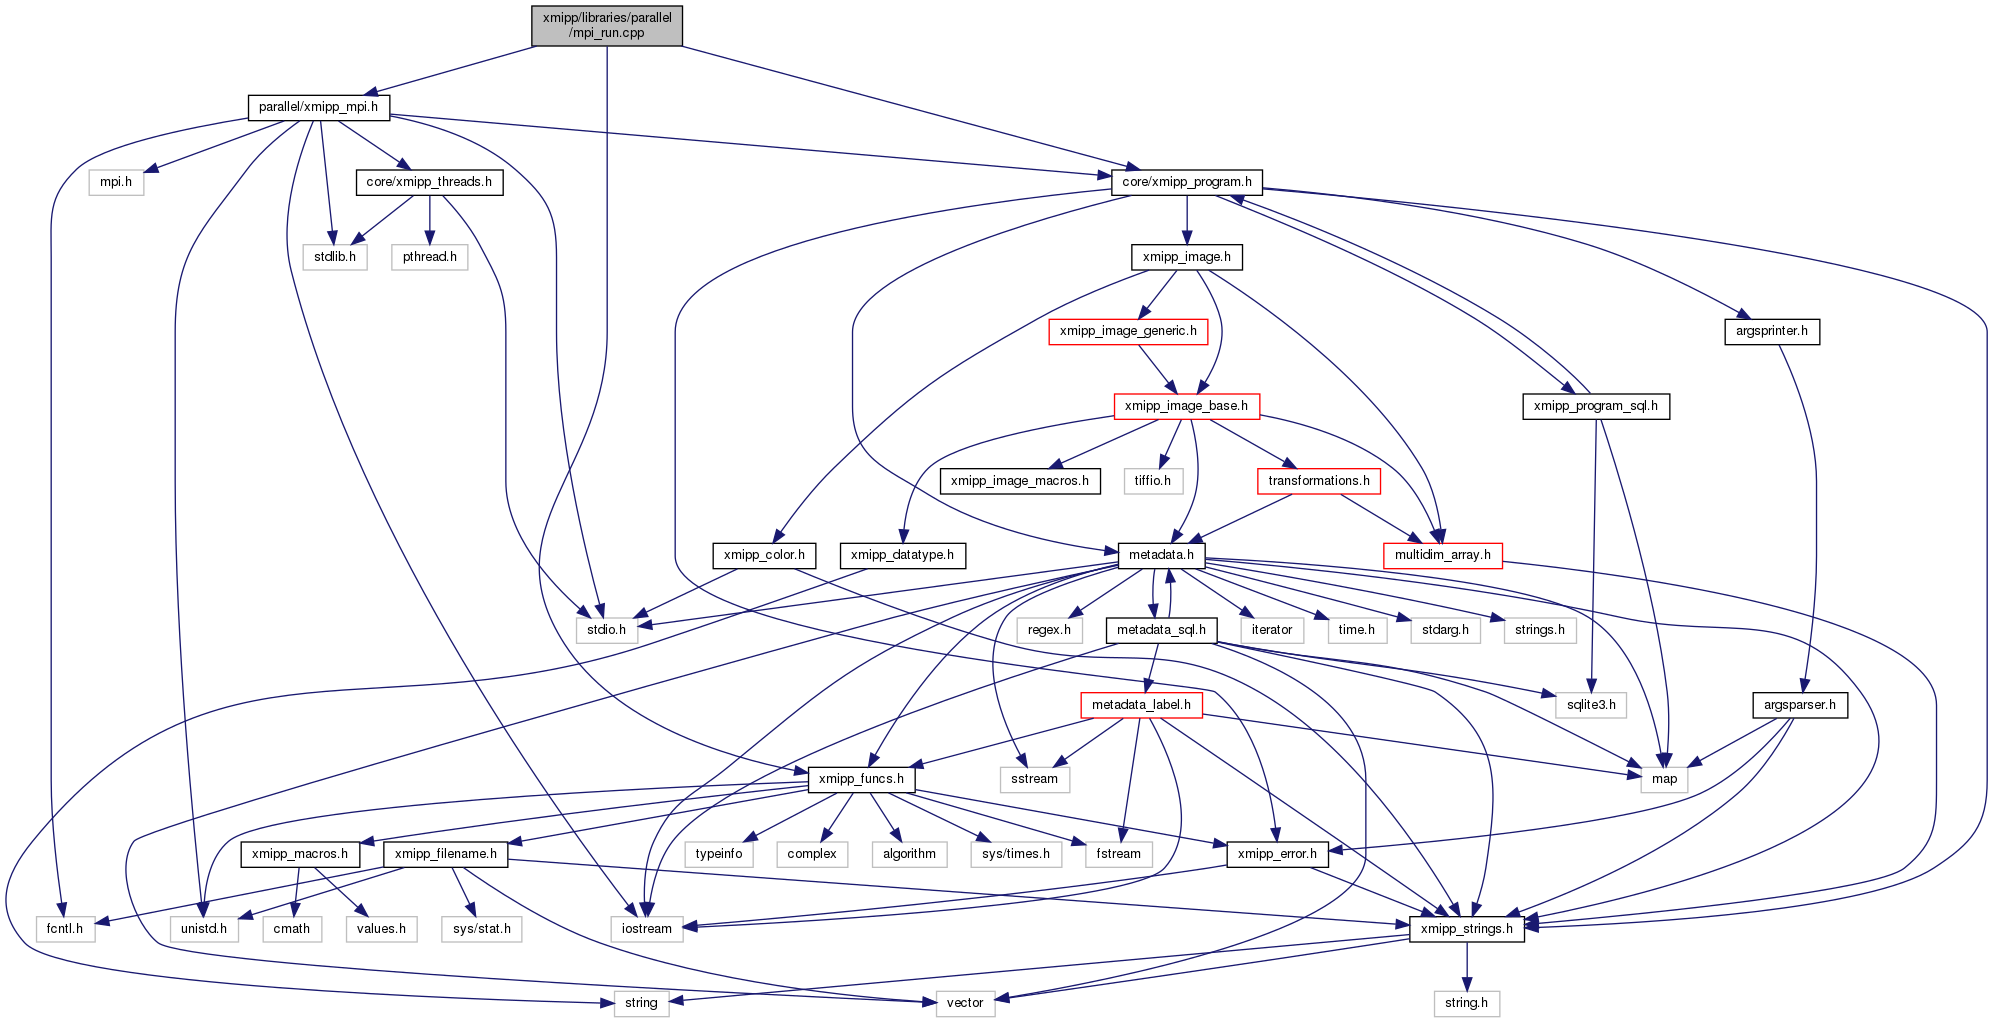 xmipp/libraries/parallel
/mpi_run.cpp
parallel/xmipp_mpi.h
mpi.h
core/xmipp_threads.h
core/xmipp_program.h
stdlib.h
pthread.h
xmipp_image.h
xmipp_image_generic.h
argsprinter.h
xmipp_image_base.h
xmipp_program_sql.h
xmipp_image_macros.h
tiffio.h
transformations.h
xmipp_color.h
xmipp_datatype.h
metadata.h
multidim_array.h
stdio.h
regex.h
metadata_sql.h
iterator
time.h
stdarg.h
strings.h
metadata_label.h
sqlite3.h
argsparser.h
xmipp_funcs.h
sstream
map
xmipp_macros.h
xmipp_filename.h
typeinfo
complex
algorithm
sys/times.h
fstream
xmipp_error.h
fcntl.h
unistd.h
cmath
values.h
sys/stat.h
iostream
xmipp_strings.h
string
vector
string.h